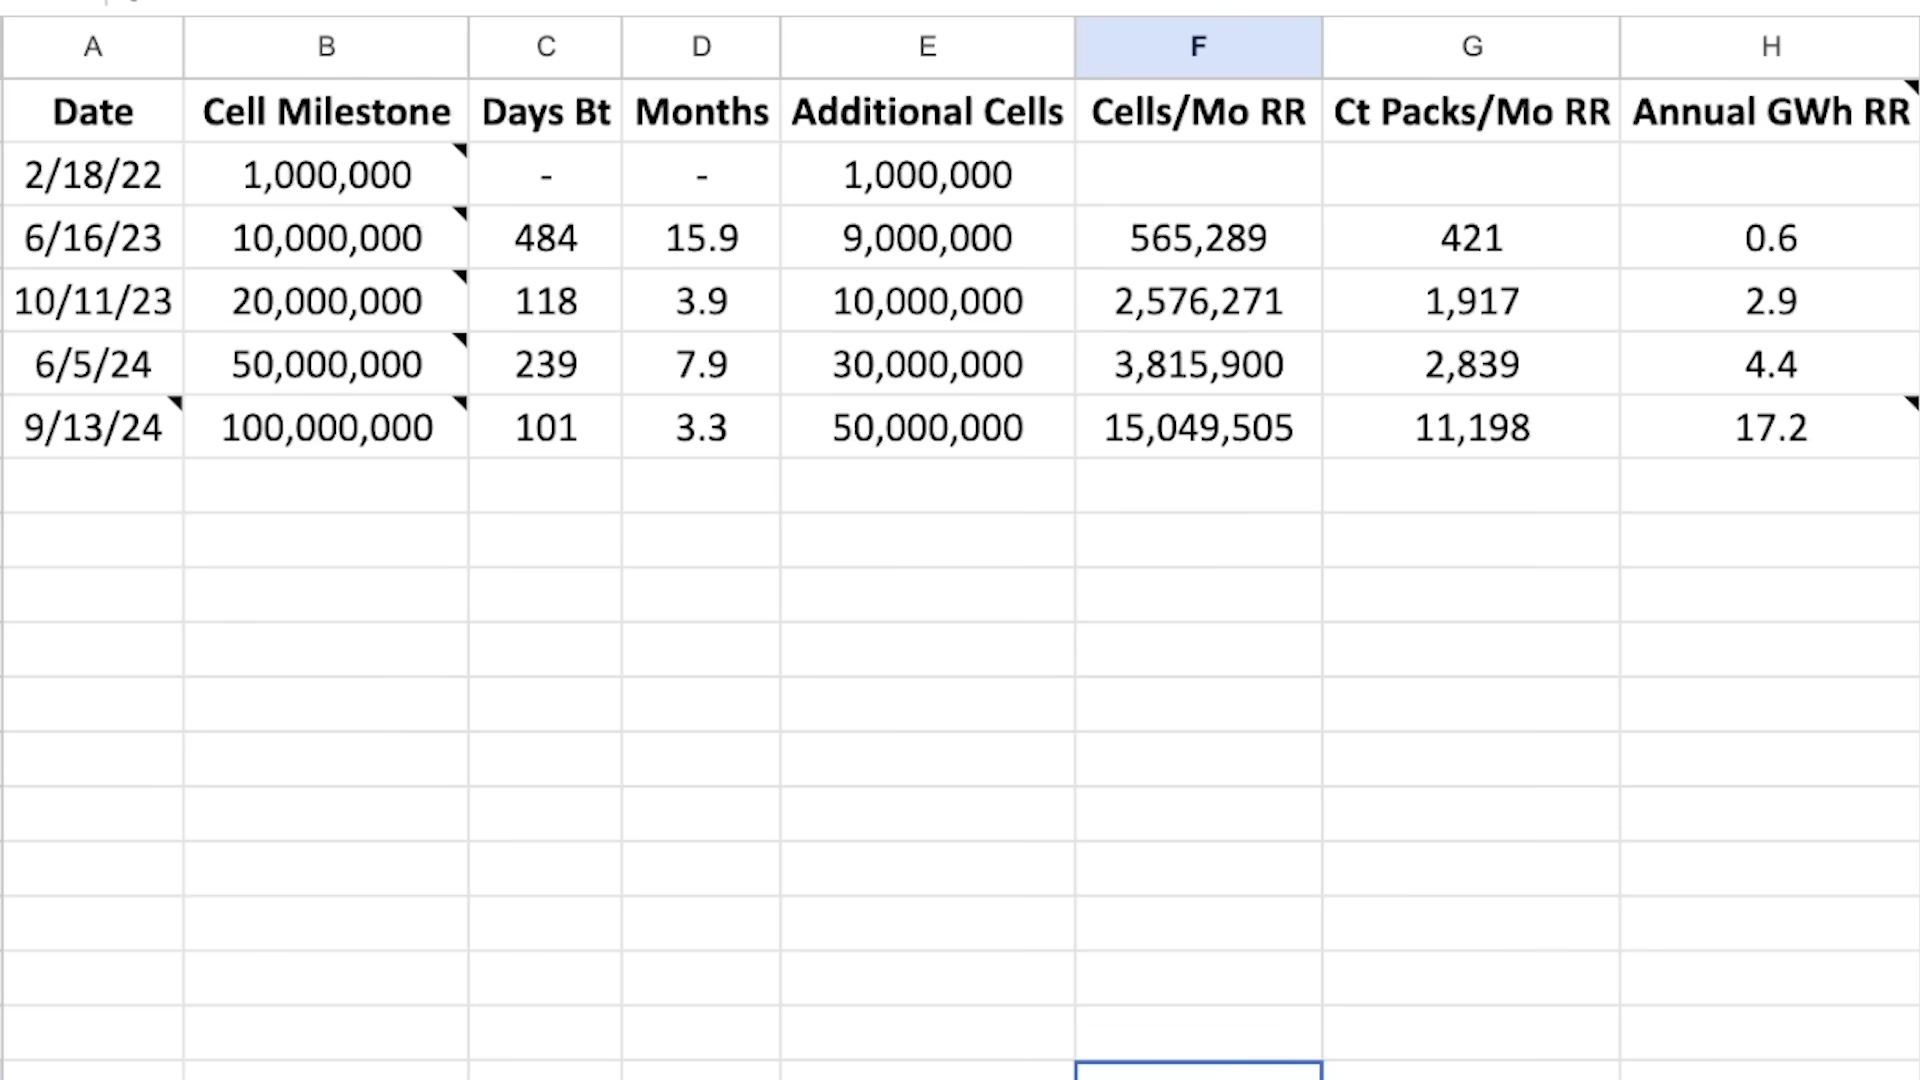 A B C D E F G H
Date Cell Milestone Days Bt Months Additional Cells Cells/Mo RR Ct Packs/Mo RR Annual GWh RR
2/18/22 1,000,000 - - 1,000,000
6/16/23 10,000,000 484 15.9 9,000,000 565,289 421 0.6
10/11/23 20,000,000 118 3.9 10,000,000 2,576,271 1,917 2.9
6/5/24 50,000,000 239 7.9 30,000,000 3,815,900 2,839 4.4
9/13/24 100,000,000 101 3.3 50,000,000 15,049,505 11,198 17.2